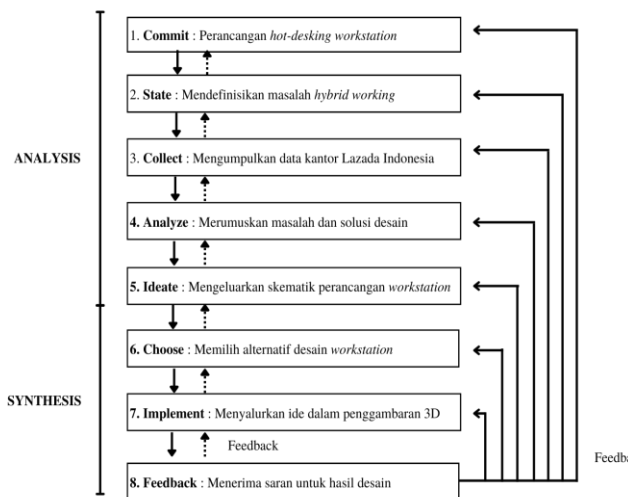 1. Commit : Perancangan hot-desking workstation
2. State : Mendefinisikan masalah hybrid working
ANALYSIS
3. Collect : Mengumpulkan data kantor Lazada Indonesia
4. Analyze : Merumuskan masalah dan solusi desain
5. Ideate : Mengeluarkan skematik perancangan workstation
6. Choose : Memilih alternatif desain workstation
SYNTHESIS
7. Implement : Menyalurkan ide dalam penggambaran 3D
Feedback
Feedba
8. Feedback : Menerima saran untuk hasil desain